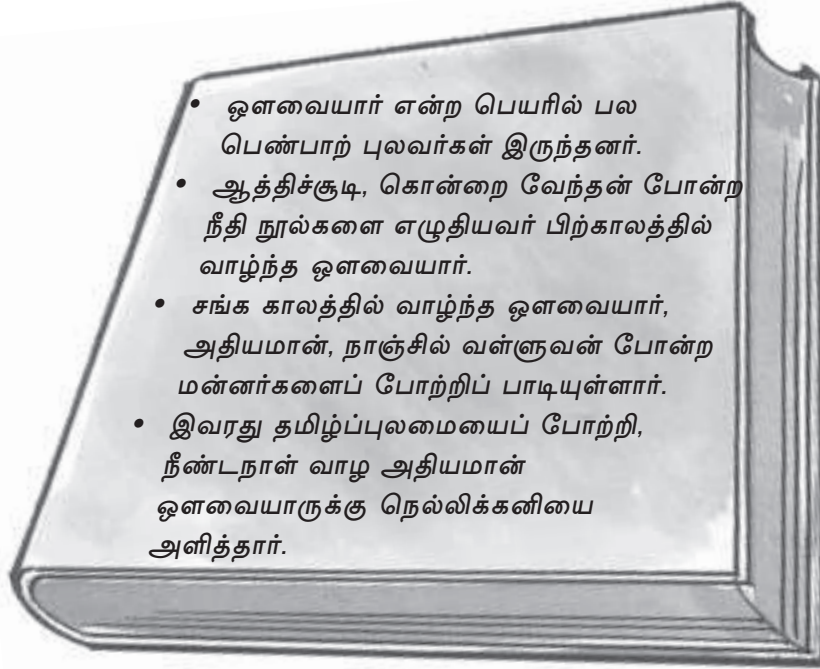 • ஔவையார் என்ற பெயரில் பல
பெண்பாற் புலவர்கள் இருந்தனர்.
• ஆத்திச்சூடி, கொன்றை வேந்தன் போன்ற
நீதி நூல்களை எழுதியவர் பிற்காலத்தில்
வாழ்ந்த ஔவையார்.
• சங்க காலத்தில் வாழ்ந்த ஔவையார்,
அதியமான், நாஞ்சில் வள்ளுவன் போன்ற
மன்னர்களைப் போற்றிப் பாடியுள்ளார்.
• இவரது தமிழ்ப்புலமையைப் போற்றி,
நீண்டநாள் வாழ அதியமான்
ஔவையாருக்கு நெல்லிக்கனியை
அளித்தார்.